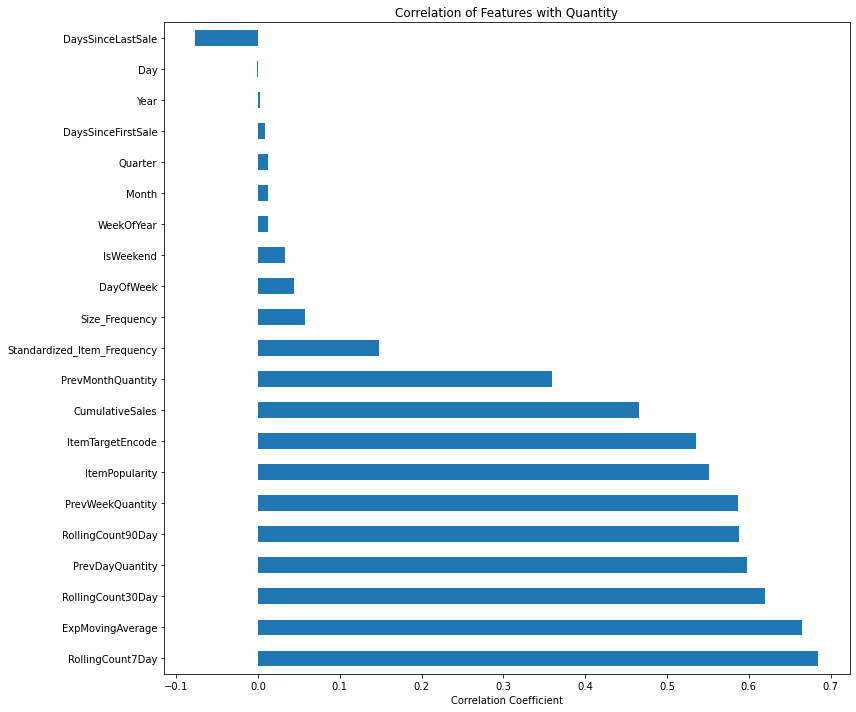 Correlation of Features with Quantity
DaysSinceLastSale
Day
Year
DaysSinceFirstSale
Quarter
Month
WeekOfYear
IsWeekend
DayOfWeek
Size_Frequency
Standardized_Item_Frequency
PrevMonthQuantity
CumulativeSales
ItemTargetEncode
ItemPopularity
PrevWeekQuantity
RollingCount90Day
PrevDayQuantity
RollingCount30Day
ExpMovingAverage
RollingCount7Day
−0.1 0.0 0.1 0.2 0.3 0.4 0.5 0.6 0.7
Correlation Coefficient